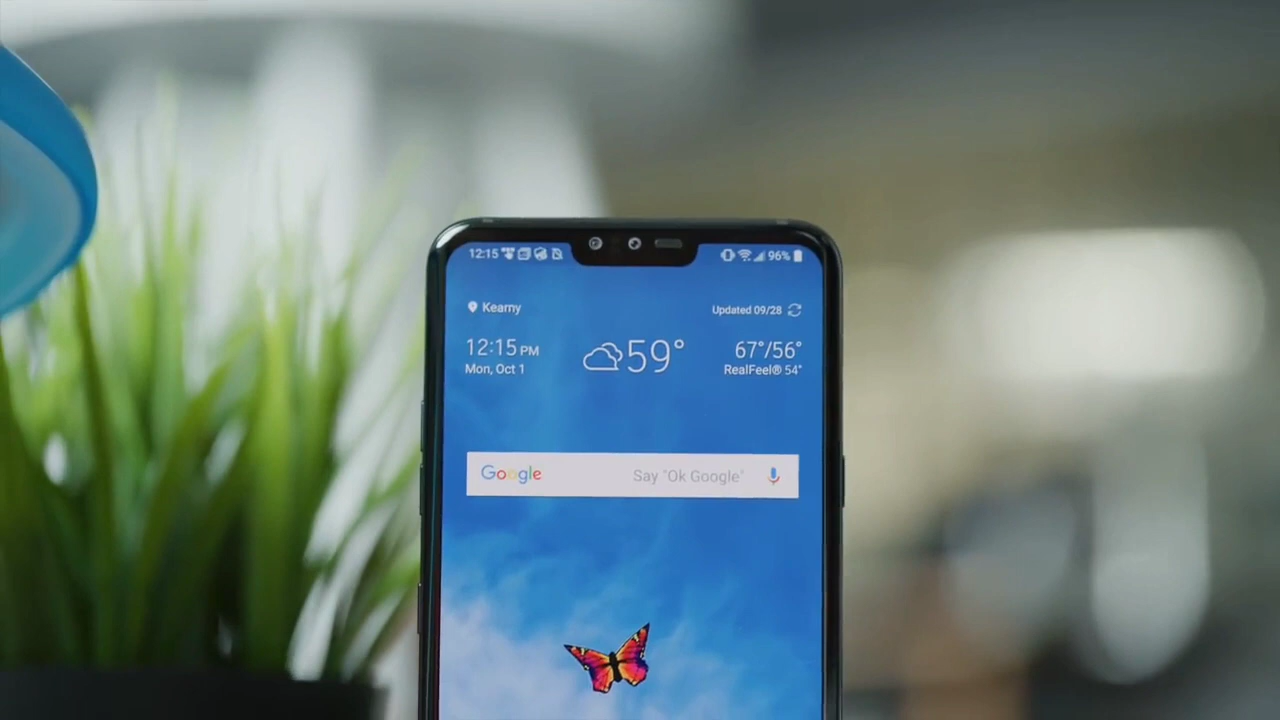 12:15 96%
Kearny Updated 09/28
12:15 PM 59° 67°/56°
Mon, Oct 1 RealFeel® 54°
Google Say "Ok Google"